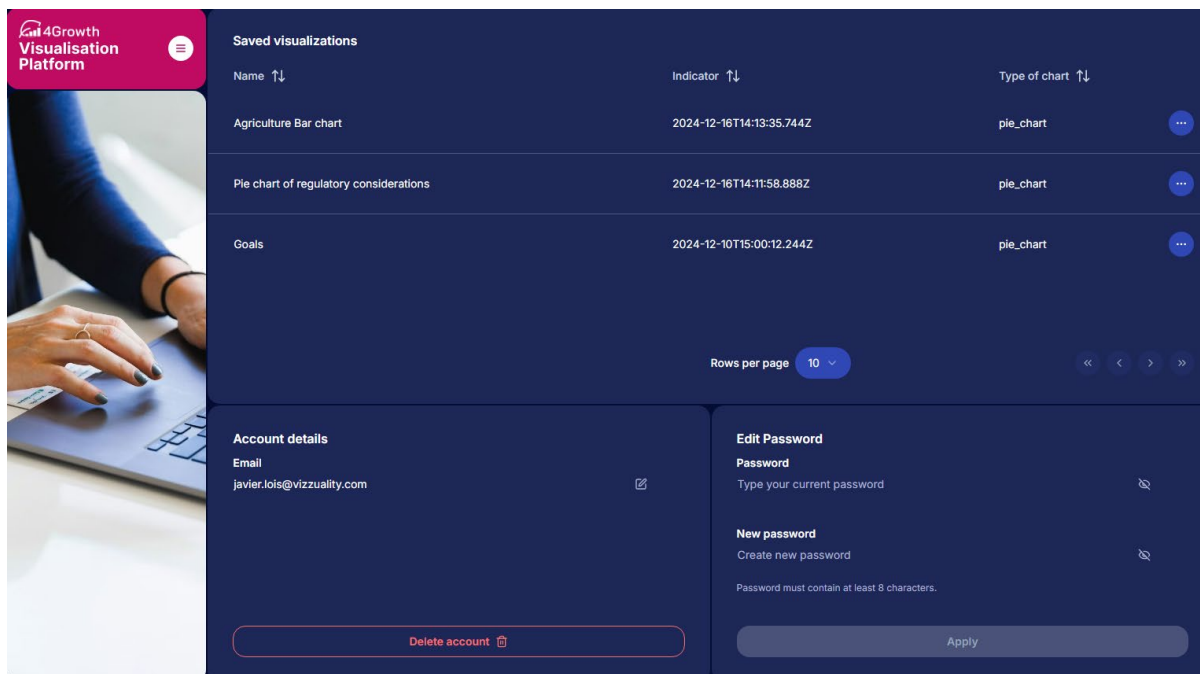 4Growth
Visualisation
Platform
Saved visualizations
Name Indicator Type of chart
Agriculture Bar chart 2024-12-16T14:13:35.744Z pie_chart
Pie chart of regulatory considerations 2024-12-16T14:11:58.888Z pie_chart
Goals 2024-12-10T15:00:12.244Z pie_chart
Rows per page 10
Account details
Email
javier.lois@vizzuality.com
Delete account
Edit Password
Password
Type your current password
New password
Create new password
Password must contain at least 8 characters.
Apply